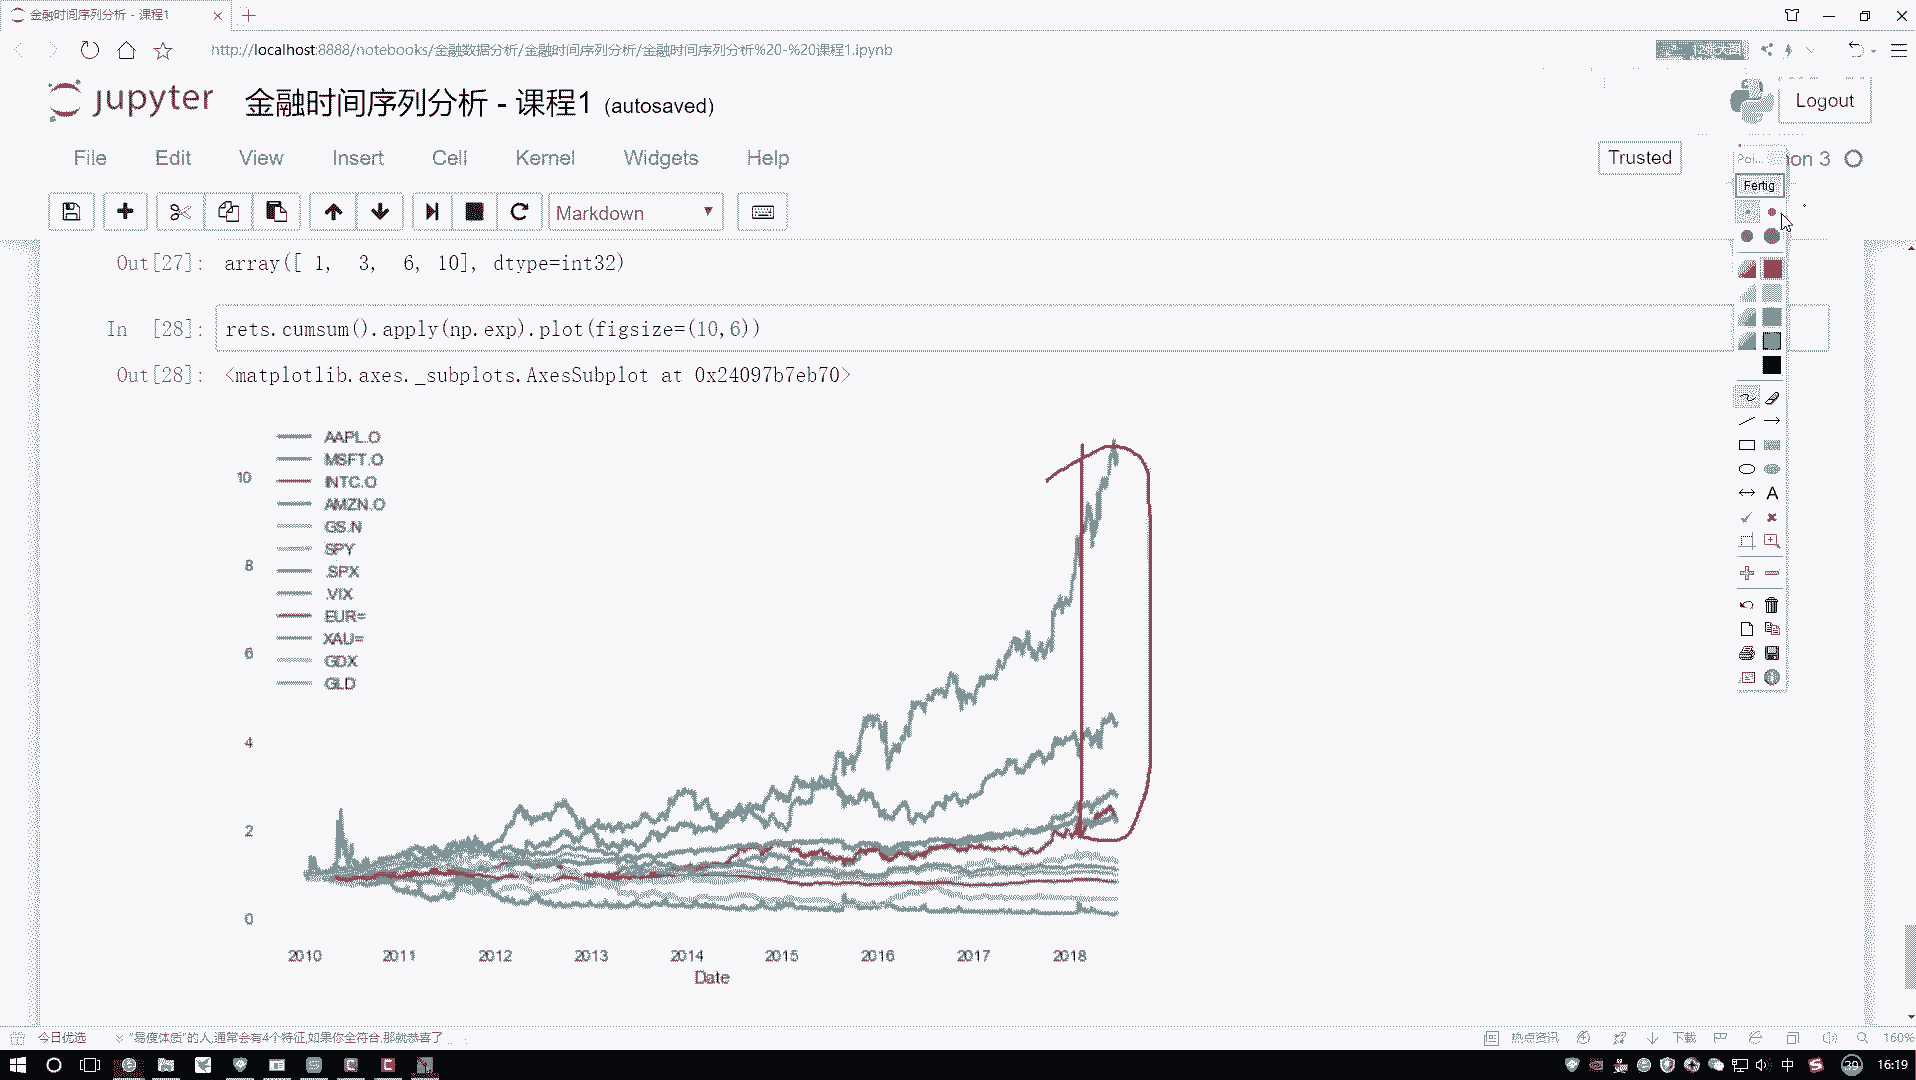 金融时间序列分析 - 课程1
http://localhost:8888/notebooks/金融数据分析/金融时间序列分析/金融时间序列分析%20-%20课程1.ipynb
jupyter 金融时间序列分析 - 课程1 (autosaved)
Logout
File Edit View Insert Cell Kernel Widgets Help
Trusted
on 3
Fertig
Markdown
Out[27]: array([ 1, 3, 6, 10], dtype=int32)
In [28]: rets.cumsum().apply(np.exp).plot(figsize=(10,6))
Out[28]: <matplotlib.axes._subplots.AxesSubplot at 0x24097b7eb70>
AAPL.O
MSFT.O
INTC.O
AMZN.O
GS.N
SPY
.SPX
.VIX
EUR=
XAU=
GDX
GLD
10
8
6
4
2
0
2010 2011 2012 2013 2014 2015 2016 2017 2018
Date
今日优选 "易瘦体质"的人,通常会有4个特征,如果你全符合,那就恭喜了
热点资讯 下载 160%
中 39 16:19